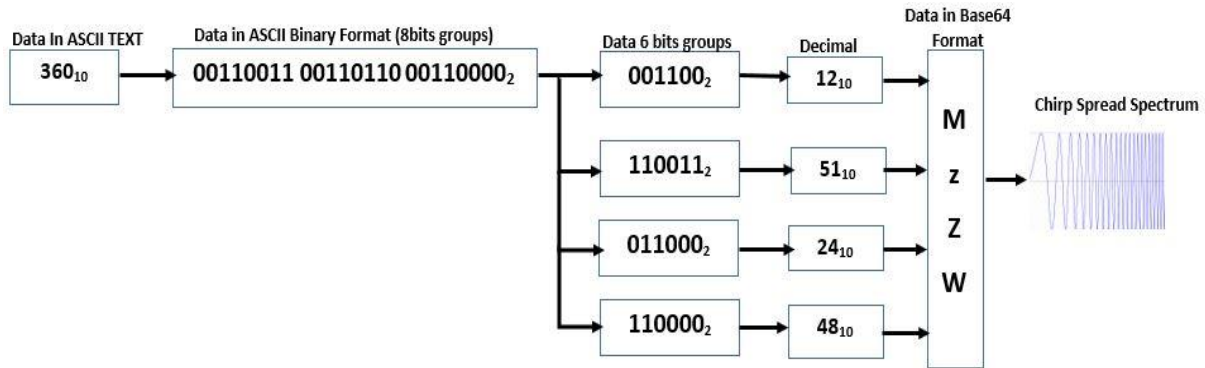 Data In ASCII TEXT
360₁₀
Data in ASCII Binary Format (8bits groups)
00110011 00110110 00110000₂
Data 6 bits groups
001100₂
110011₂
011000₂
110000₂
Decimal
12₁₀
51₁₀
24₁₀
48₁₀
Data in Base64
Format
M
z
Z
W
Chirp Spread Spectrum